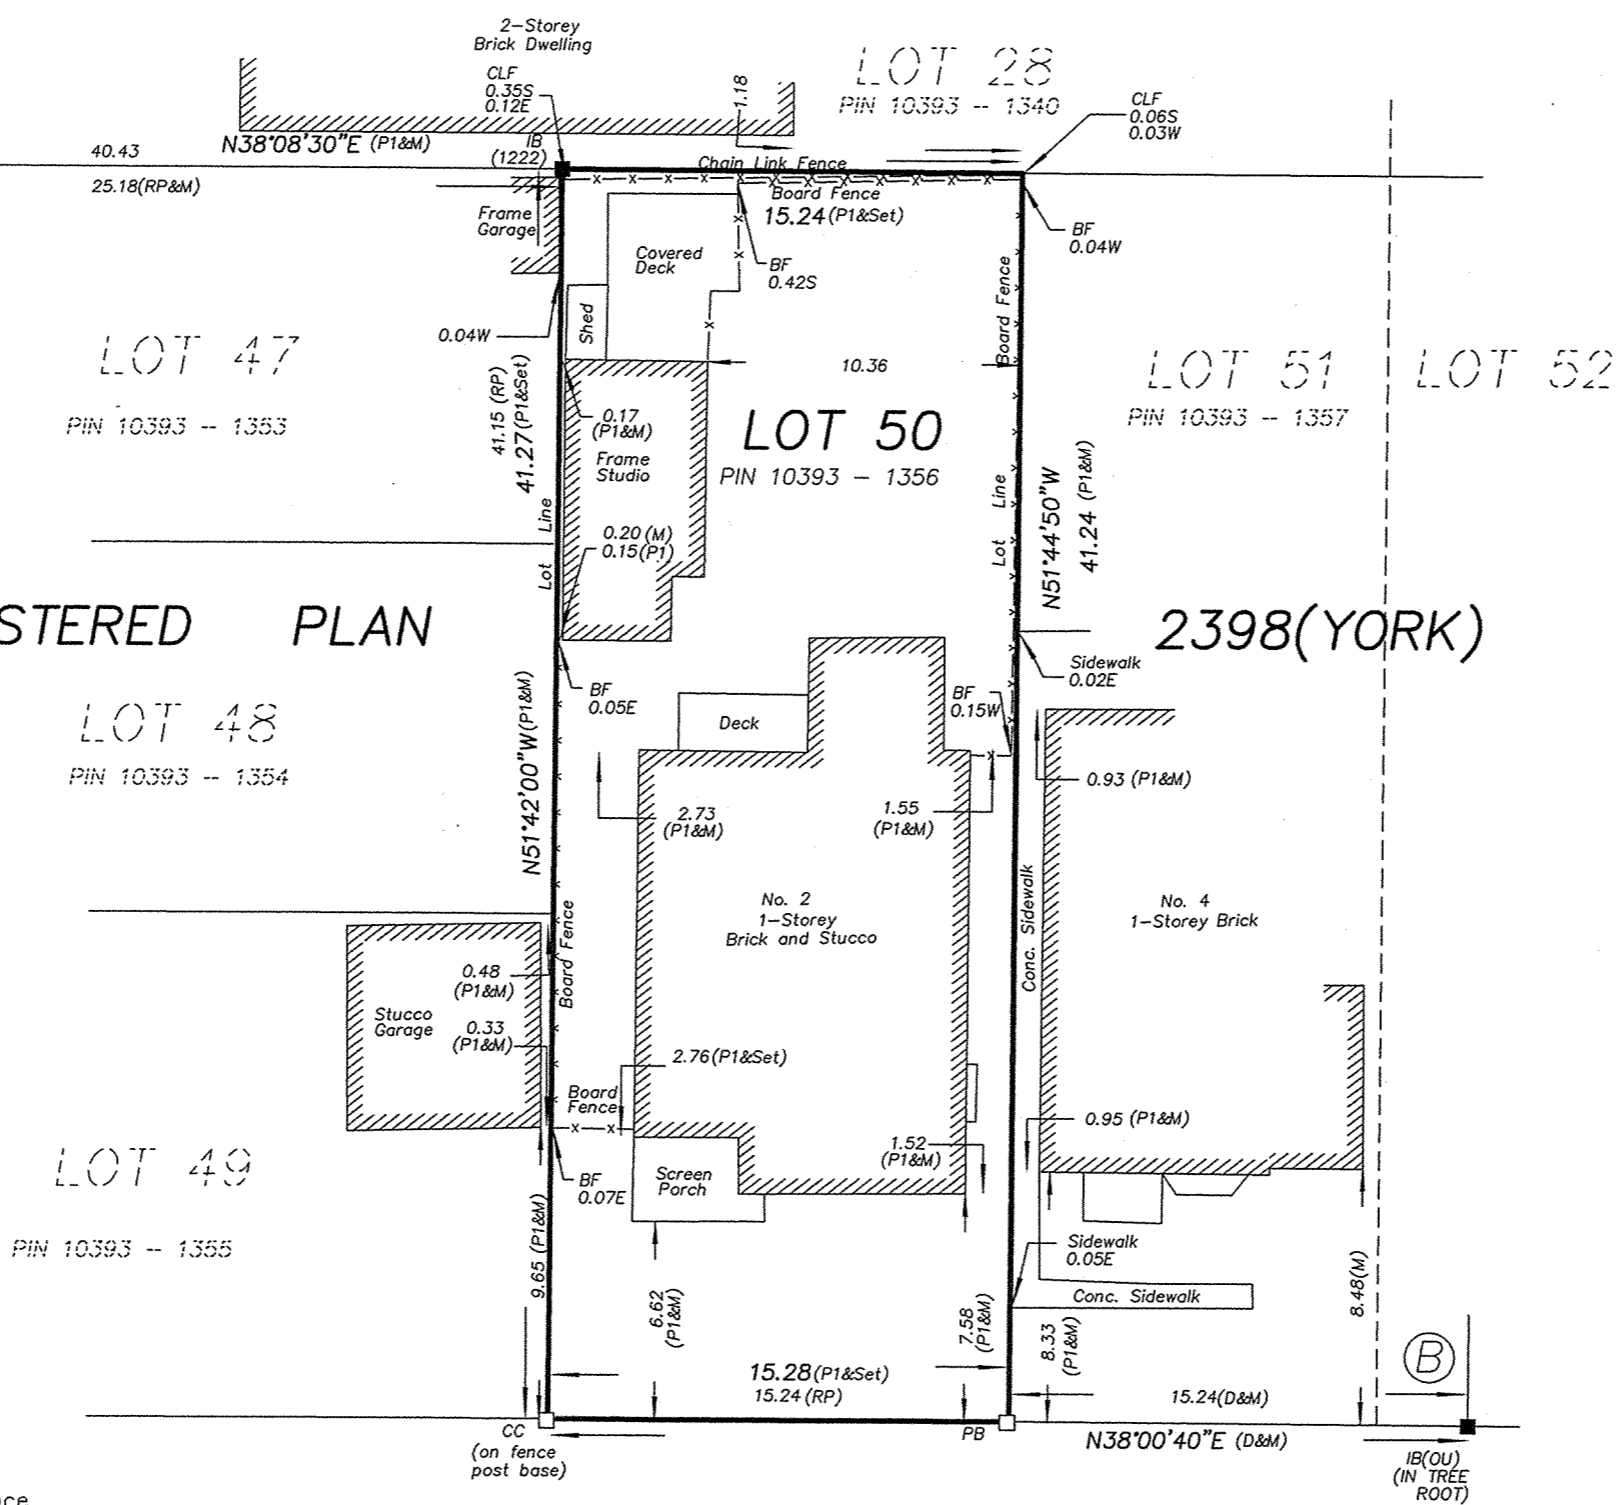 2-Storey
Brick Dwelling
CLF
0.35S
0.12E
1.18
LOT 28
PIN 10393 -- 1340
CLF
0.06S
0.03W
40.43
N38°08'30"E (P1&M)
IB
(1222)
25.18(RP&M)
Chain Link Fence
Board Fence
15.24(P1&Set)
Frame
Garage
Covered
Deck
BF
0.42S
BF
0.04W
Board Fence
Shed
0.04W
LOT 47
PIN 10393 -- 1353
41.15 (RP)
41.27(P1&Set)
10.36
LOT 51
PIN 10393 -- 1357
LOT 52
0.17
(P1&M)
Frame
Studio
LOT 50
PIN 10393 – 1356
Lot Line
0.20(M)
0.15(P1)
Lot Line
N51°44'50"W
41.24 (P1&M)
STERED PLAN
2398(YORK)
Sidewalk
0.02E
LOT 48
PIN 10393 -- 1354
N51°42'00"W(P1&M)
BF
0.05E
Deck
BF
0.15W
0.93 (P1&M)
2.73
(P1&M)
1.55
(P1&M)
No. 2
1-Storey
Brick and Stucco
Conc. Sidewalk
No. 4
1-Storey Brick
Board Fence
0.48
(P1&M)
Stucco
Garage
0.33
(P1&M)
2.76(P1&Set)
Board
Fence
0.95 (P1&M)
1.52
(P1&M)
LOT 49
PIN 10393 -- 1355
BF
0.07E
Screen
Porch
9.65 (P1&M)
6.62
(P1&M)
7.58
(P1&M)
Sidewalk
0.05E
Conc. Sidewalk
8.33
(P1&M)
8.48(M)
B
15.28(P1&Set)
15.24(RP)
15.24(D&M)
CC
(on fence
post base)
PB
N38°00'40"E (D&M)
IB(OU)
(IN TREE
ROOT)
nce